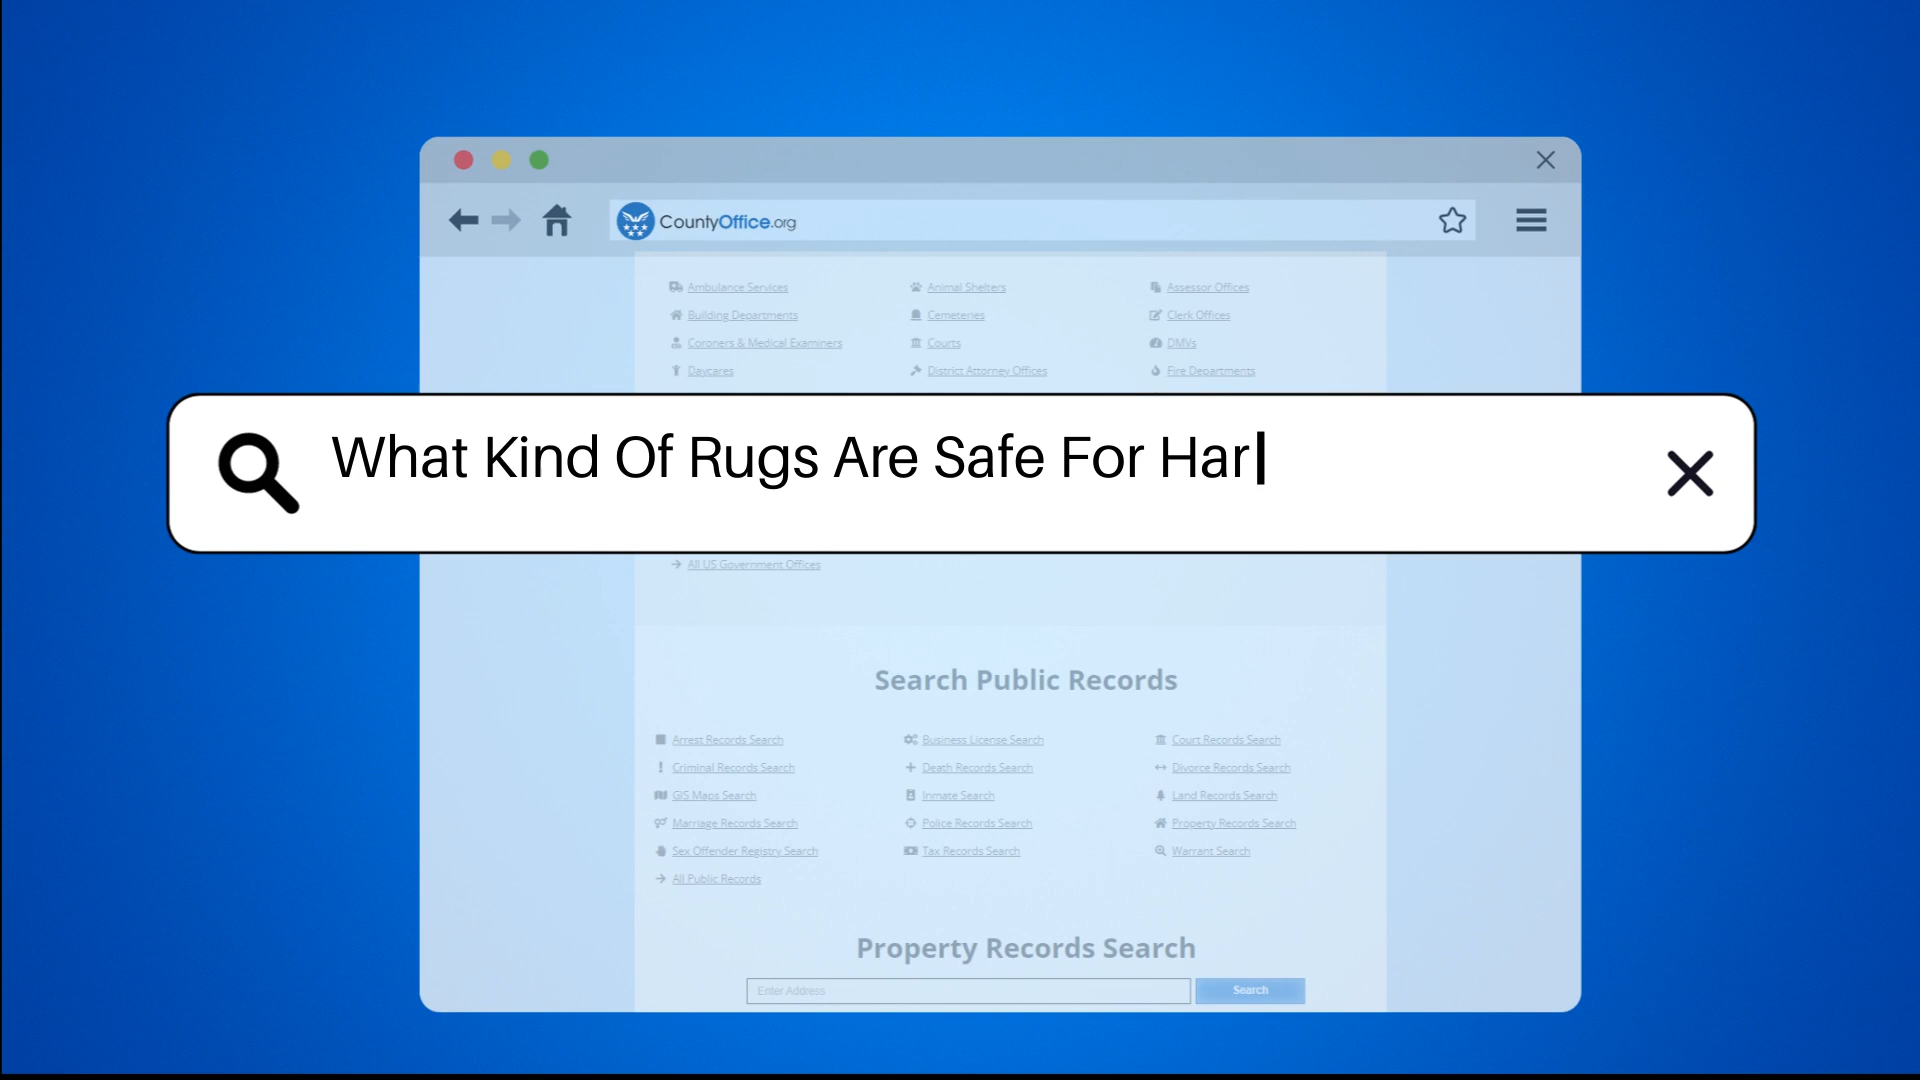 CountyOffice.org
Ambulance Services Animal Shelters Assessor Offices
Building Departments Cemeteries Clerk Offices
Coroners & Medical Examiners Courts DMVs
Daycares District Attorney Offices Fire Departments
What Kind Of Rugs Are Safe For Har
All US Government Offices
Search Public Records
Arrest Records Search Business License Search Court Records Search
Criminal Records Search Death Records Search Divorce Records Search
GIS Maps Search Inmate Search Land Records Search
Marriage Records Search Police Records Search Property Records Search
Sex Offender Registry Search Tax Records Search Warrant Search
All Public Records
Property Records Search
Enter Address Search